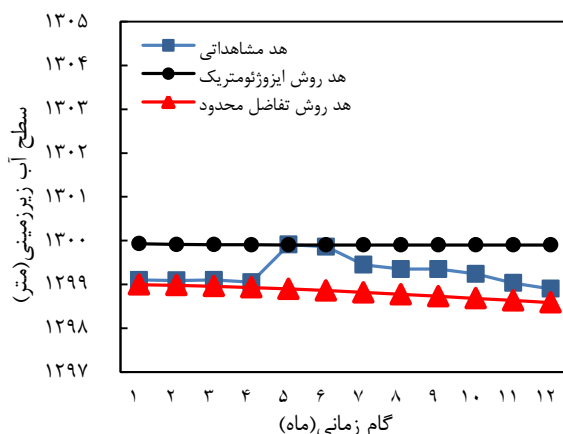 ۱۳۰۵
۱۳۰۴
۱۳۰۳
۱۳۰۲
۱۳۰۱
۱۳۰۰
۱۲۹۹
۱۲۹۸
۱۲۹۷
سطح آب زیرزمینی(متر)
هد مشاهداتی
هد روش ایزوژئومتریک
هد روش تفاضل محدود
۱ ۲ ۳ ۴ ۵ ۶ ۷ ۸ ۹ ۱۰ ۱۱ ۱۲
گام زمانی(ماه)